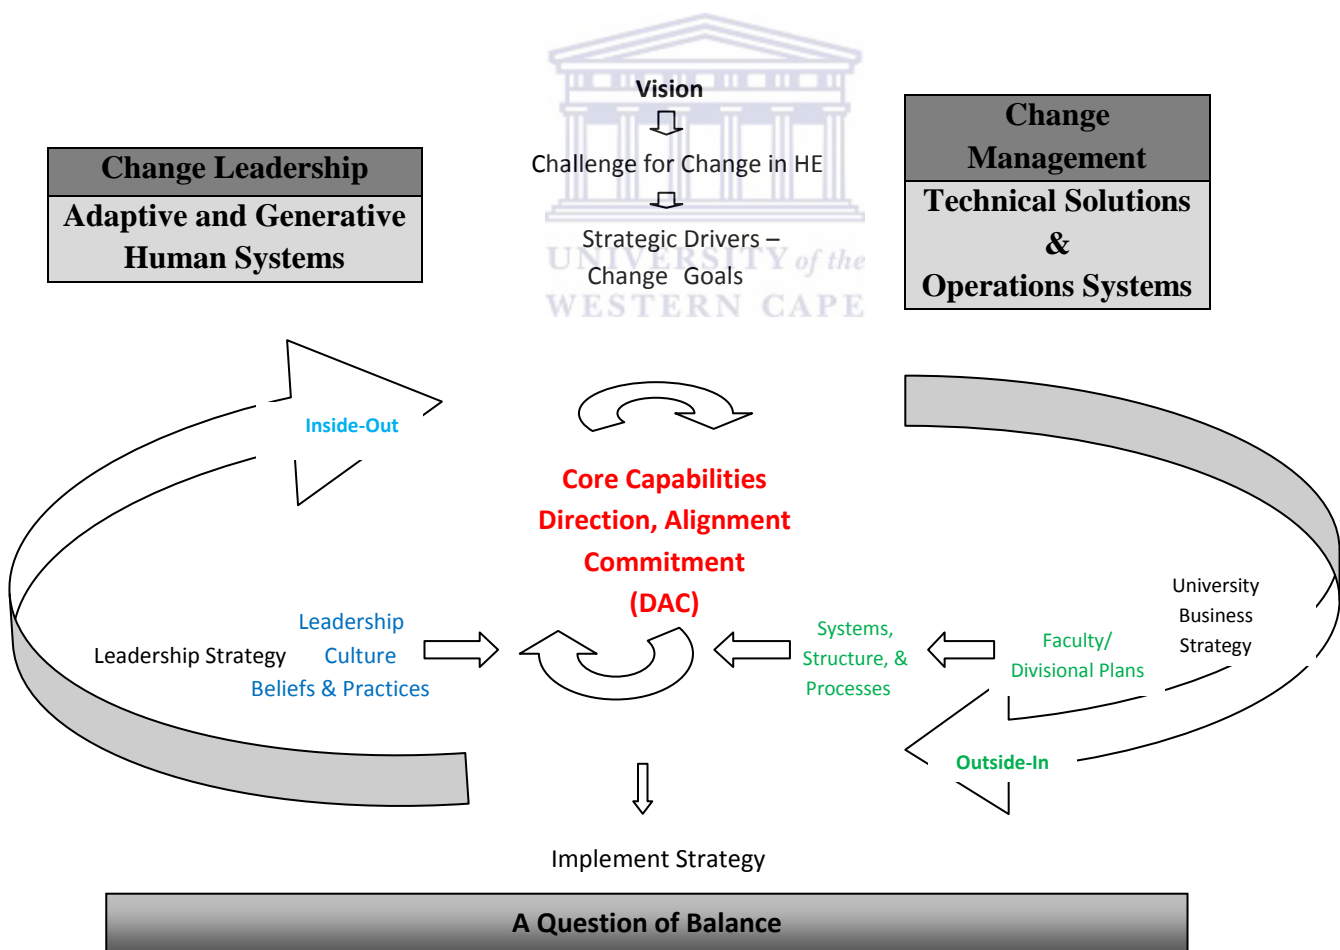 Vision
Challenge for Change in HE
Strategic Drivers –
Change Goals
UNIVERSITY of the
WESTERN CAPE
Change Leadership
Adaptive and Generative
Human Systems
Change
Management
Technical Solutions
&
Operations Systems
Inside-Out
Core Capabilities
Direction, Alignment
Commitment
(DAC)
Leadership Strategy
Leadership
Culture
Beliefs & Practices
Systems,
Structure, &
Processes
Faculty/
Divisional Plans
University
Business
Strategy
Outside-In
Implement Strategy
A Question of Balance